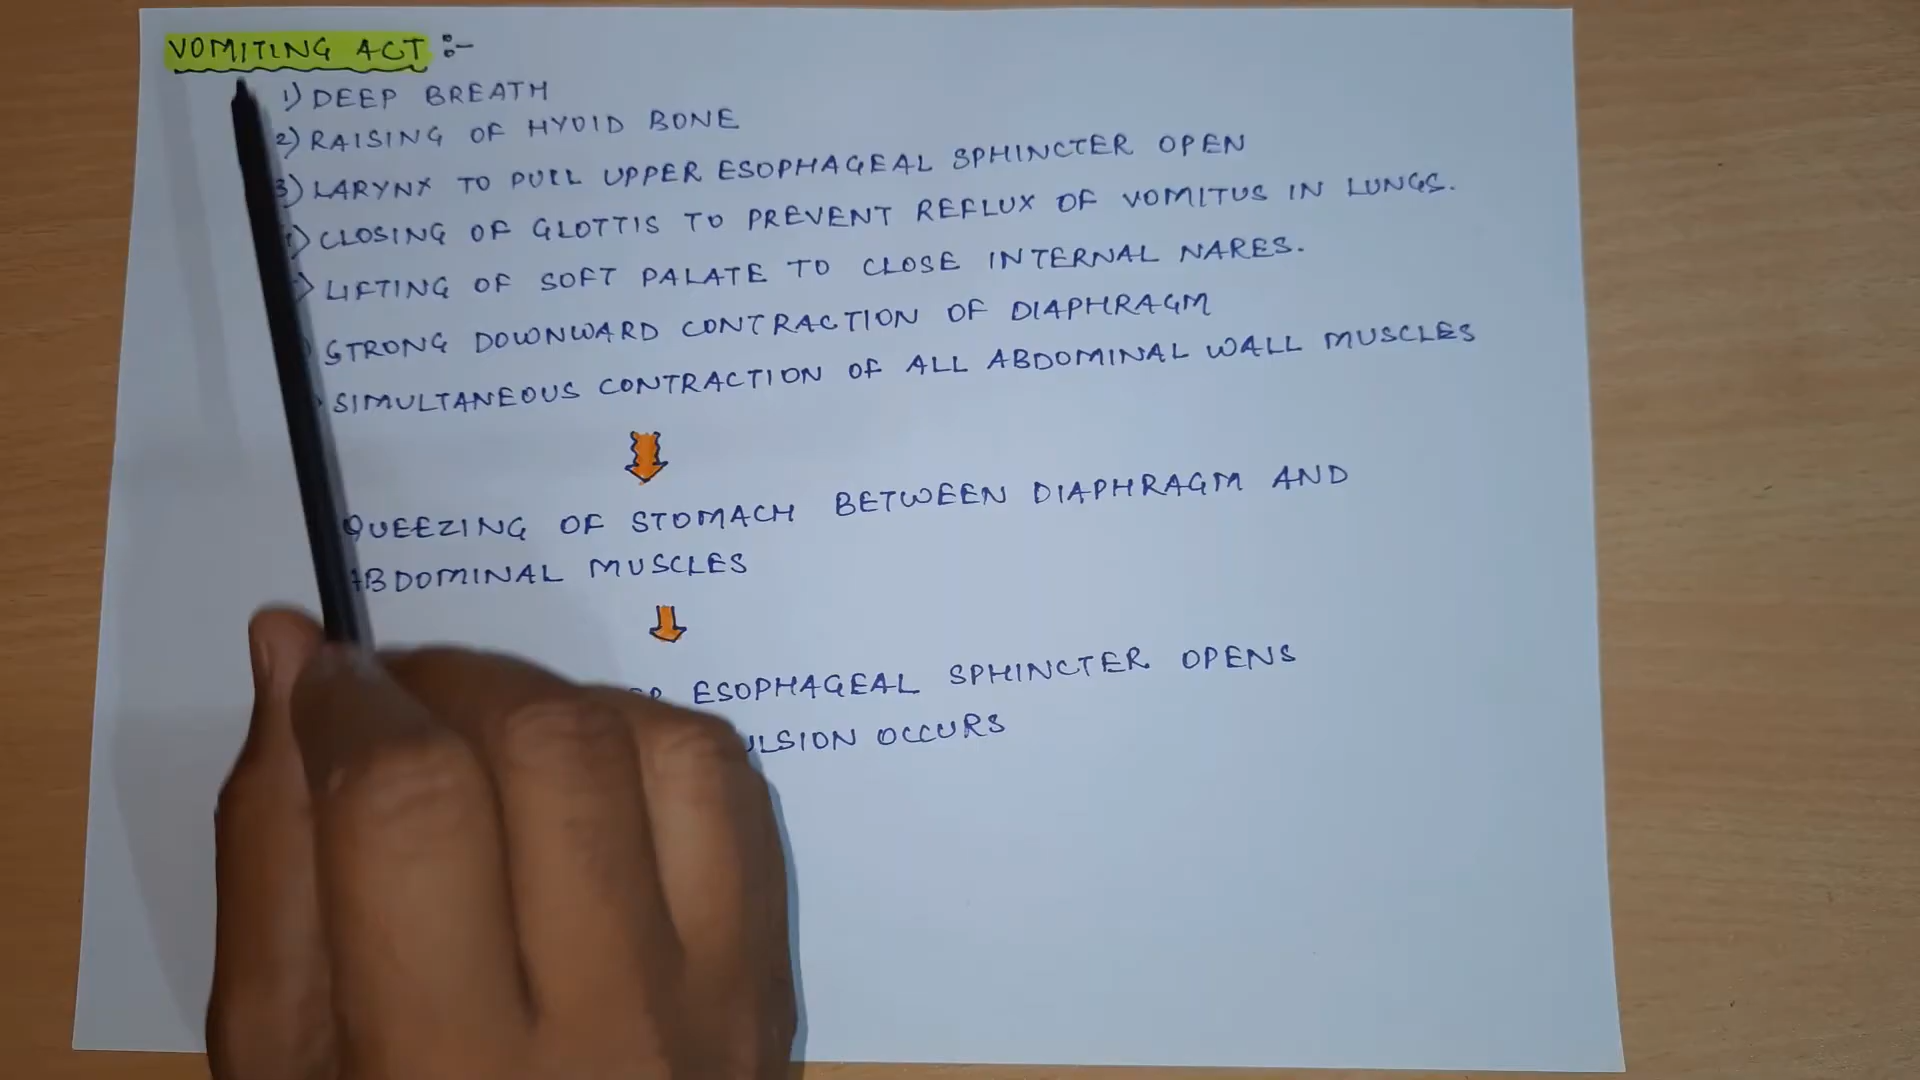 VOMITING ACT :-
1) DEEP BREATH
2) RAISING OF HYOID BONE
3) LARYNX TO PULL UPPER ESOPHAGEAL SPHINCTER OPEN
CLOSING OF GLOTTIS TO PREVENT REFLUX OF VOMITUS IN LUNGS.
LIFTING OF SOFT PALATE TO CLOSE INTERNAL NARES.
STRONG DOWNWARD CONTRACTION OF DIAPHRAGM
SIMULTANEOUS CONTRACTION OF ALL ABDOMINAL WALL MUSCLES
QUEEZING OF STOMACH BETWEEN DIAPHRAGM AND
BDOMINAL MUSCLES
ESOPHAGEAL SPHINCTER OPENS
ULSION OCCURS